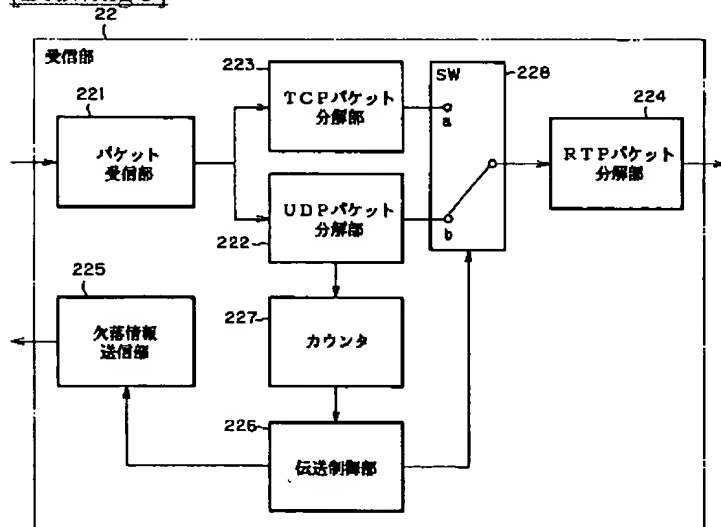 22
受信部
221
パケット
受信部
223
TCPパケット
分解部
SW
228
a
b
224
RTPパケット
分解部
UDPパケット
分解部
222
225
欠落情報
送信部
227
カウンタ
226
伝送制御部